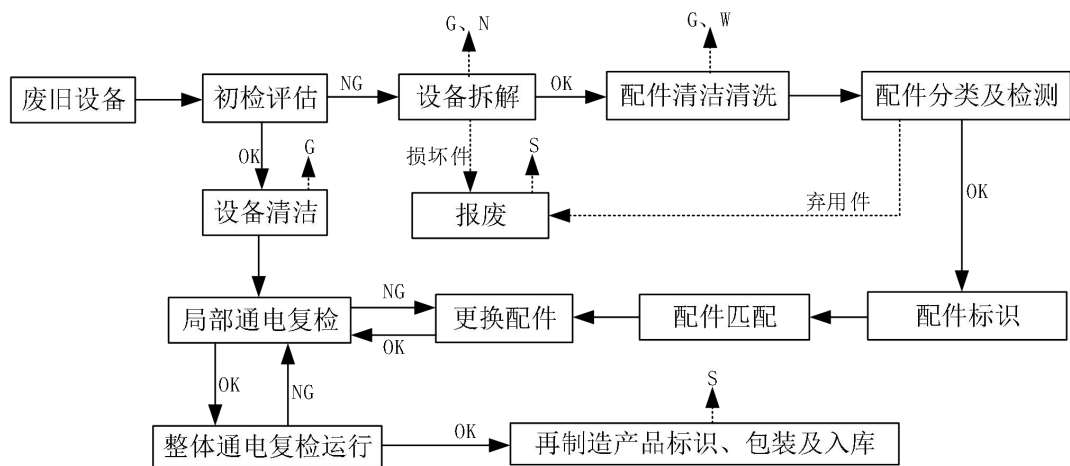 G、N
G、W
废旧设备
初检评估
NG
设备拆解
OK
配件清洁清洗
配件分类及检测
OK
G
损坏件
S
OK
设备清洁
报废
弃用件
局部通电复检
NG
OK
更换配件
配件匹配
配件标识
OK
NG
S
整体通电复检运行
OK
再制造产品标识、包装及入库